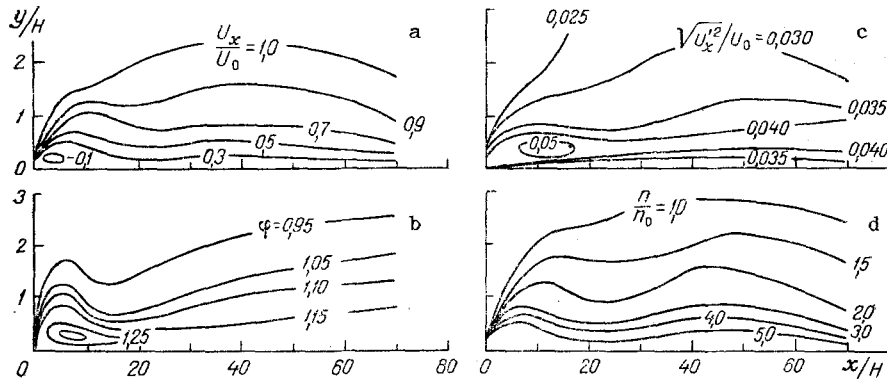 y/H
a
c
2
1
0
U_x/U_0 = 1,0
0,9
0,7
0,5
0,3
-0,1
0,025
√U'_x²/U_0 = 0,030
0,035
0,040
0,05
0,040
0,035
b
d
3
2
1
0
φ=0,95
1,05
1,10
1,15
1,25
n/n_0 = 1,0
1,5
2,0
3,0
4,0
5,0
0 20 40 60 80
0 20 40 60 x/H